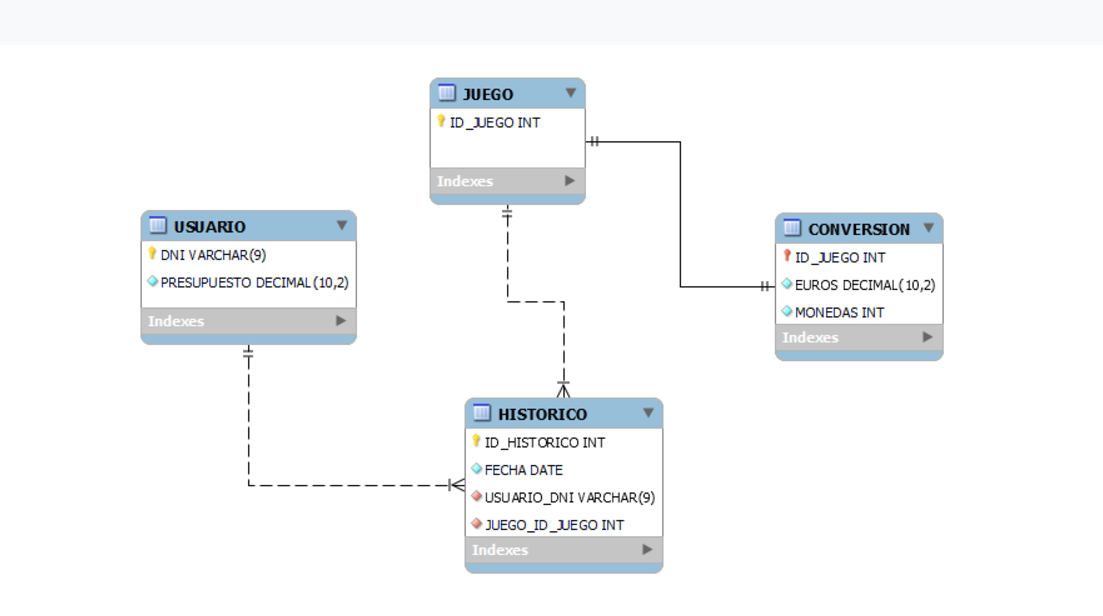 JUEGO
ID_JUEGO INT
Indexes
USUARIO
DNI VARCHAR(9)
PRESUPUESTO DECIMAL(10,2)
Indexes
CONVERSION
ID_JUEGO INT
EUROS DECIMAL(10,2)
MONEDAS INT
Indexes
HISTORICO
ID_HISTORICO INT
FECHA DATE
USUARIO_DNI VARCHAR(9)
JUEGO_ID_JUEGO INT
Indexes